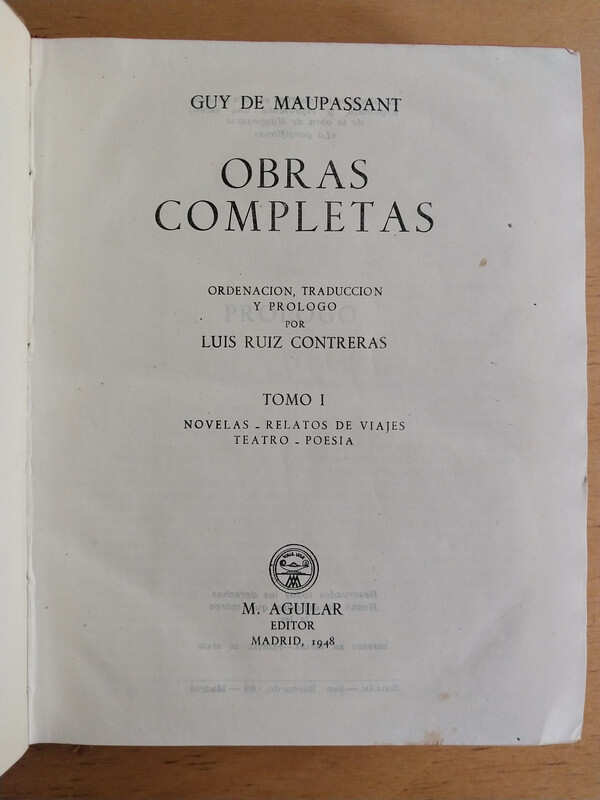 GUY DE MAUPASSANT
OBRAS
COMPLETAS
ORDENACION, TRADUCCION
Y PROLOGO
POR
LUIS RUIZ CONTRERAS
TOMO I
NOVELAS - RELATOS DE VIAJES
TEATRO - POESIA
M. AGUILAR
EDITOR
MADRID, 1948